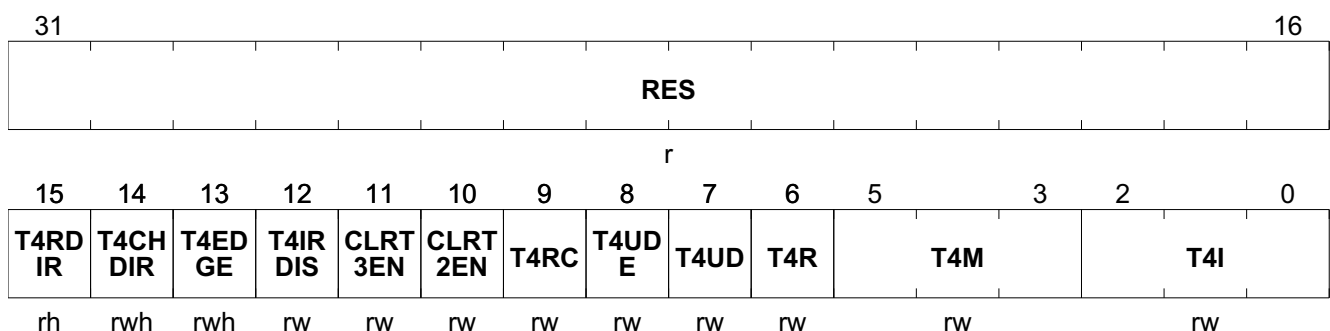 31 16
RES
r
15 14 13 12 11 10 9 8 7 6 5 3 2 0
T4RD T4CH T4ED T4IR CLRT CLRT T4RC T4UD T4UD T4R T4M T4I
IR DIR GE DIS 3EN 2EN E
rh rwh rwh rw rw rw rw rw rw rw rw rw